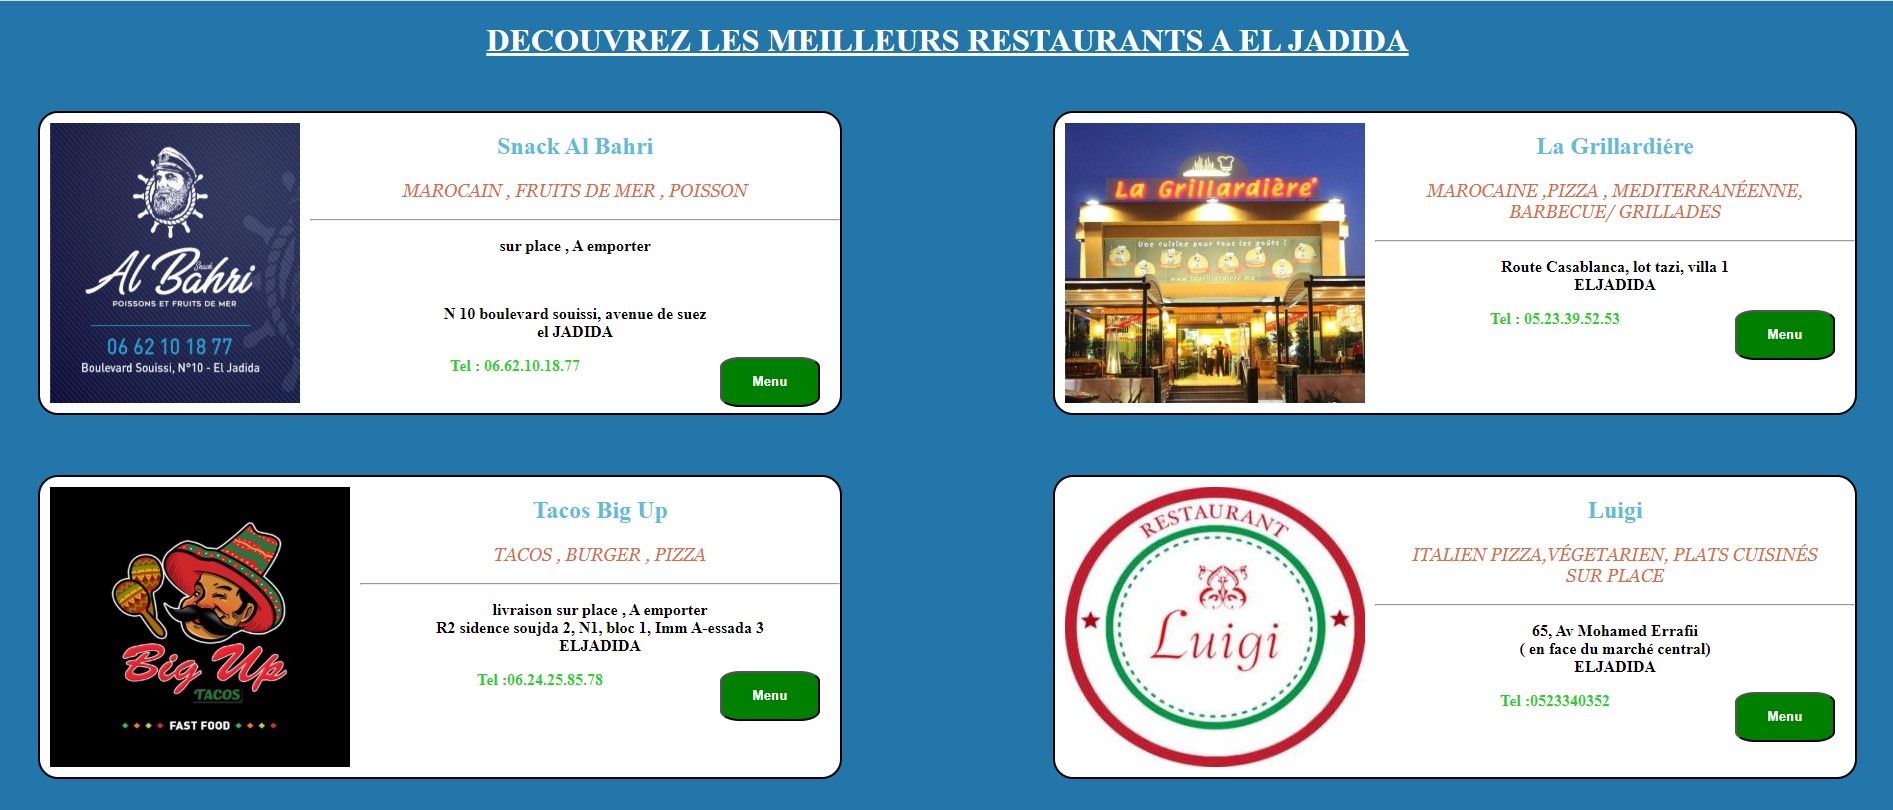 DECOUVREZ LES MEILLEURS RESTAURANTS A EL JADIDA
Snack Al Bahri
MAROCAIN , FRUITS DE MER , POISSON
sur place , A emporter
N 10 boulevard souissi, avenue de suez
el JADIDA
Tel : 06.62.10.18.77
Menu
Snack
Al Bahri
POISSONS ET FRUITS DE MER
06 62 10 18 77
Boulevard Souissi, N°10 - El Jadida
La Grillardière
Une cuisine pour tous les goûts !
www.lagrillardiere.ma
La Grillardiére
MAROCAINE ,PIZZA , MEDITERRANÉENNE,
BARBECUE/ GRILLADES
Route Casablanca, lot tazi, villa 1
ELJADIDA
Tel : 05.23.39.52.53
Menu
Big Up
TACOS
FAST FOOD
Tacos Big Up
TACOS , BURGER , PIZZA
livraison sur place , A emporter
R2 sidence soujda 2, N1, bloc 1, Imm A-essada 3
ELJADIDA
Tel :06.24.25.85.78
Menu
RESTAURANT
Luigi
Luigi
ITALIEN PIZZA,VÉGETARIEN, PLATS CUISINÉS
SUR PLACE
65, Av Mohamed Errafii
( en face du marché central)
ELJADIDA
Tel :0523340352
Menu